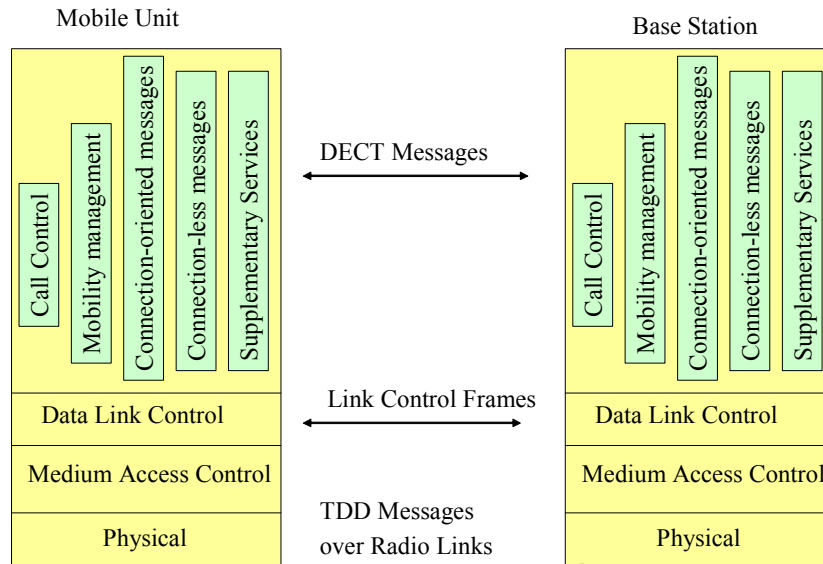 Mobile Unit
Base Station
Call Control
Mobility management
Connection-oriented messages
Connection-less messages
Supplementary Services
DECT Messages
Call Control
Mobility management
Connection-oriented messages
Connection-less messages
Supplementary Services
Data Link Control
Link Control Frames
Data Link Control
Medium Access Control
Medium Access Control
Physical
TDD Messages
over Radio Links
Physical